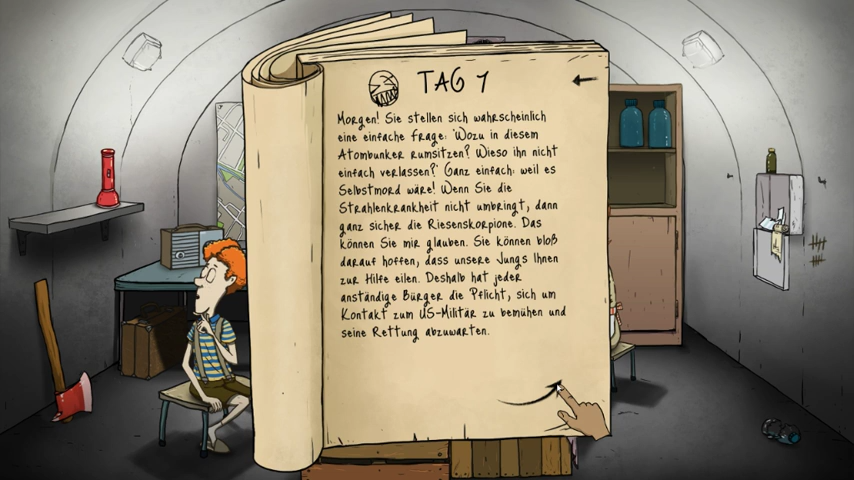 TAG 1
Morgen! Sie stellen sich wahrscheinlich
eine einfache Frage: 'Wozu in diesem
Atombunker rumsitzen? Wieso ihn nicht
einfach verlassen?' Ganz einfach: weil es
Selbstmord wäre! Wenn Sie die
Strahlenkrankheit nicht umbringt, dann
ganz sicher die Riesenskorpione. Das
können Sie mir glauben. Sie können bloß
darauf hoffen, dass unsere Jungs Ihnen
zur Hilfe eilen. Deshalb hat jeder
anständige Bürger die Pflicht, sich um
Kontakt zum US-Militär zu bemühen und
seine Rettung abzuwarten.